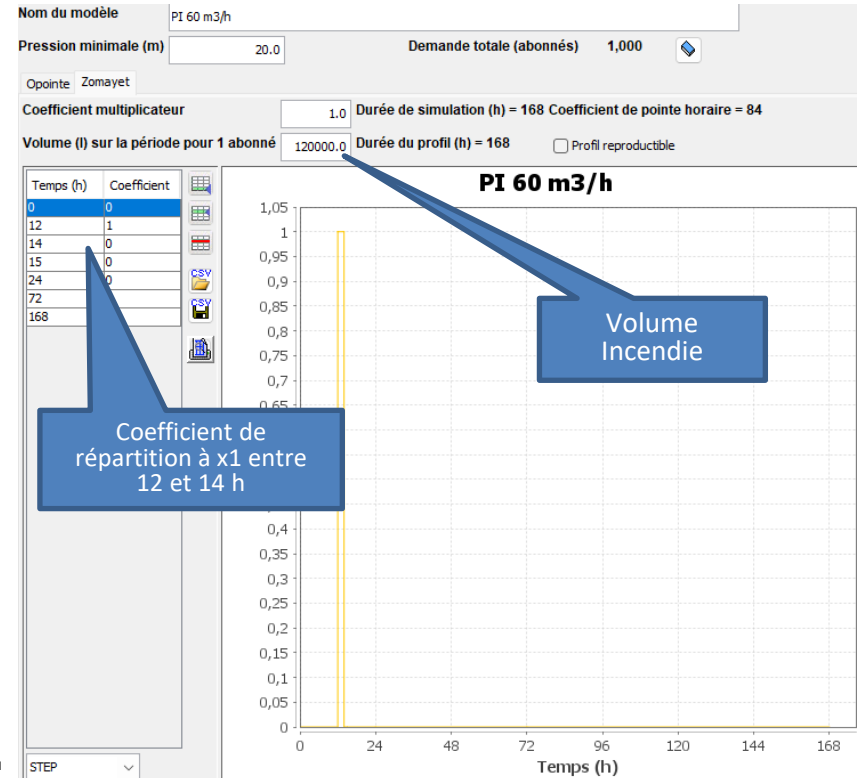 Nom du modèle PI 60 m3/h
Pression minimale (m) 20.0 Demande totale (abonnés) 1,000
Opointe Zomayet
Coefficient multiplicateur 1.0 Durée de simulation (h) = 168 Coefficient de pointe horaire = 84
Volume (l) sur la période pour 1 abonné 120000.0 Durée du profil (h) = 168 Profil reproductible
Temps (h) Coefficient
0 0
12 1
14 0
15 0
24 0
72
168
CSV
CSV
PI 60 m3/h
1,05
1
0,95
0,9
0,85
0,8
0,75
0,7
0,65
0,4
0,35
0,3
0,25
0,2
0,15
0,1
0,05
0
0 24 48 72 96 120 144 168
Temps (h)
Volume
Incendie
Coefficient de
répartition à x1 entre
12 et 14 h
STEP